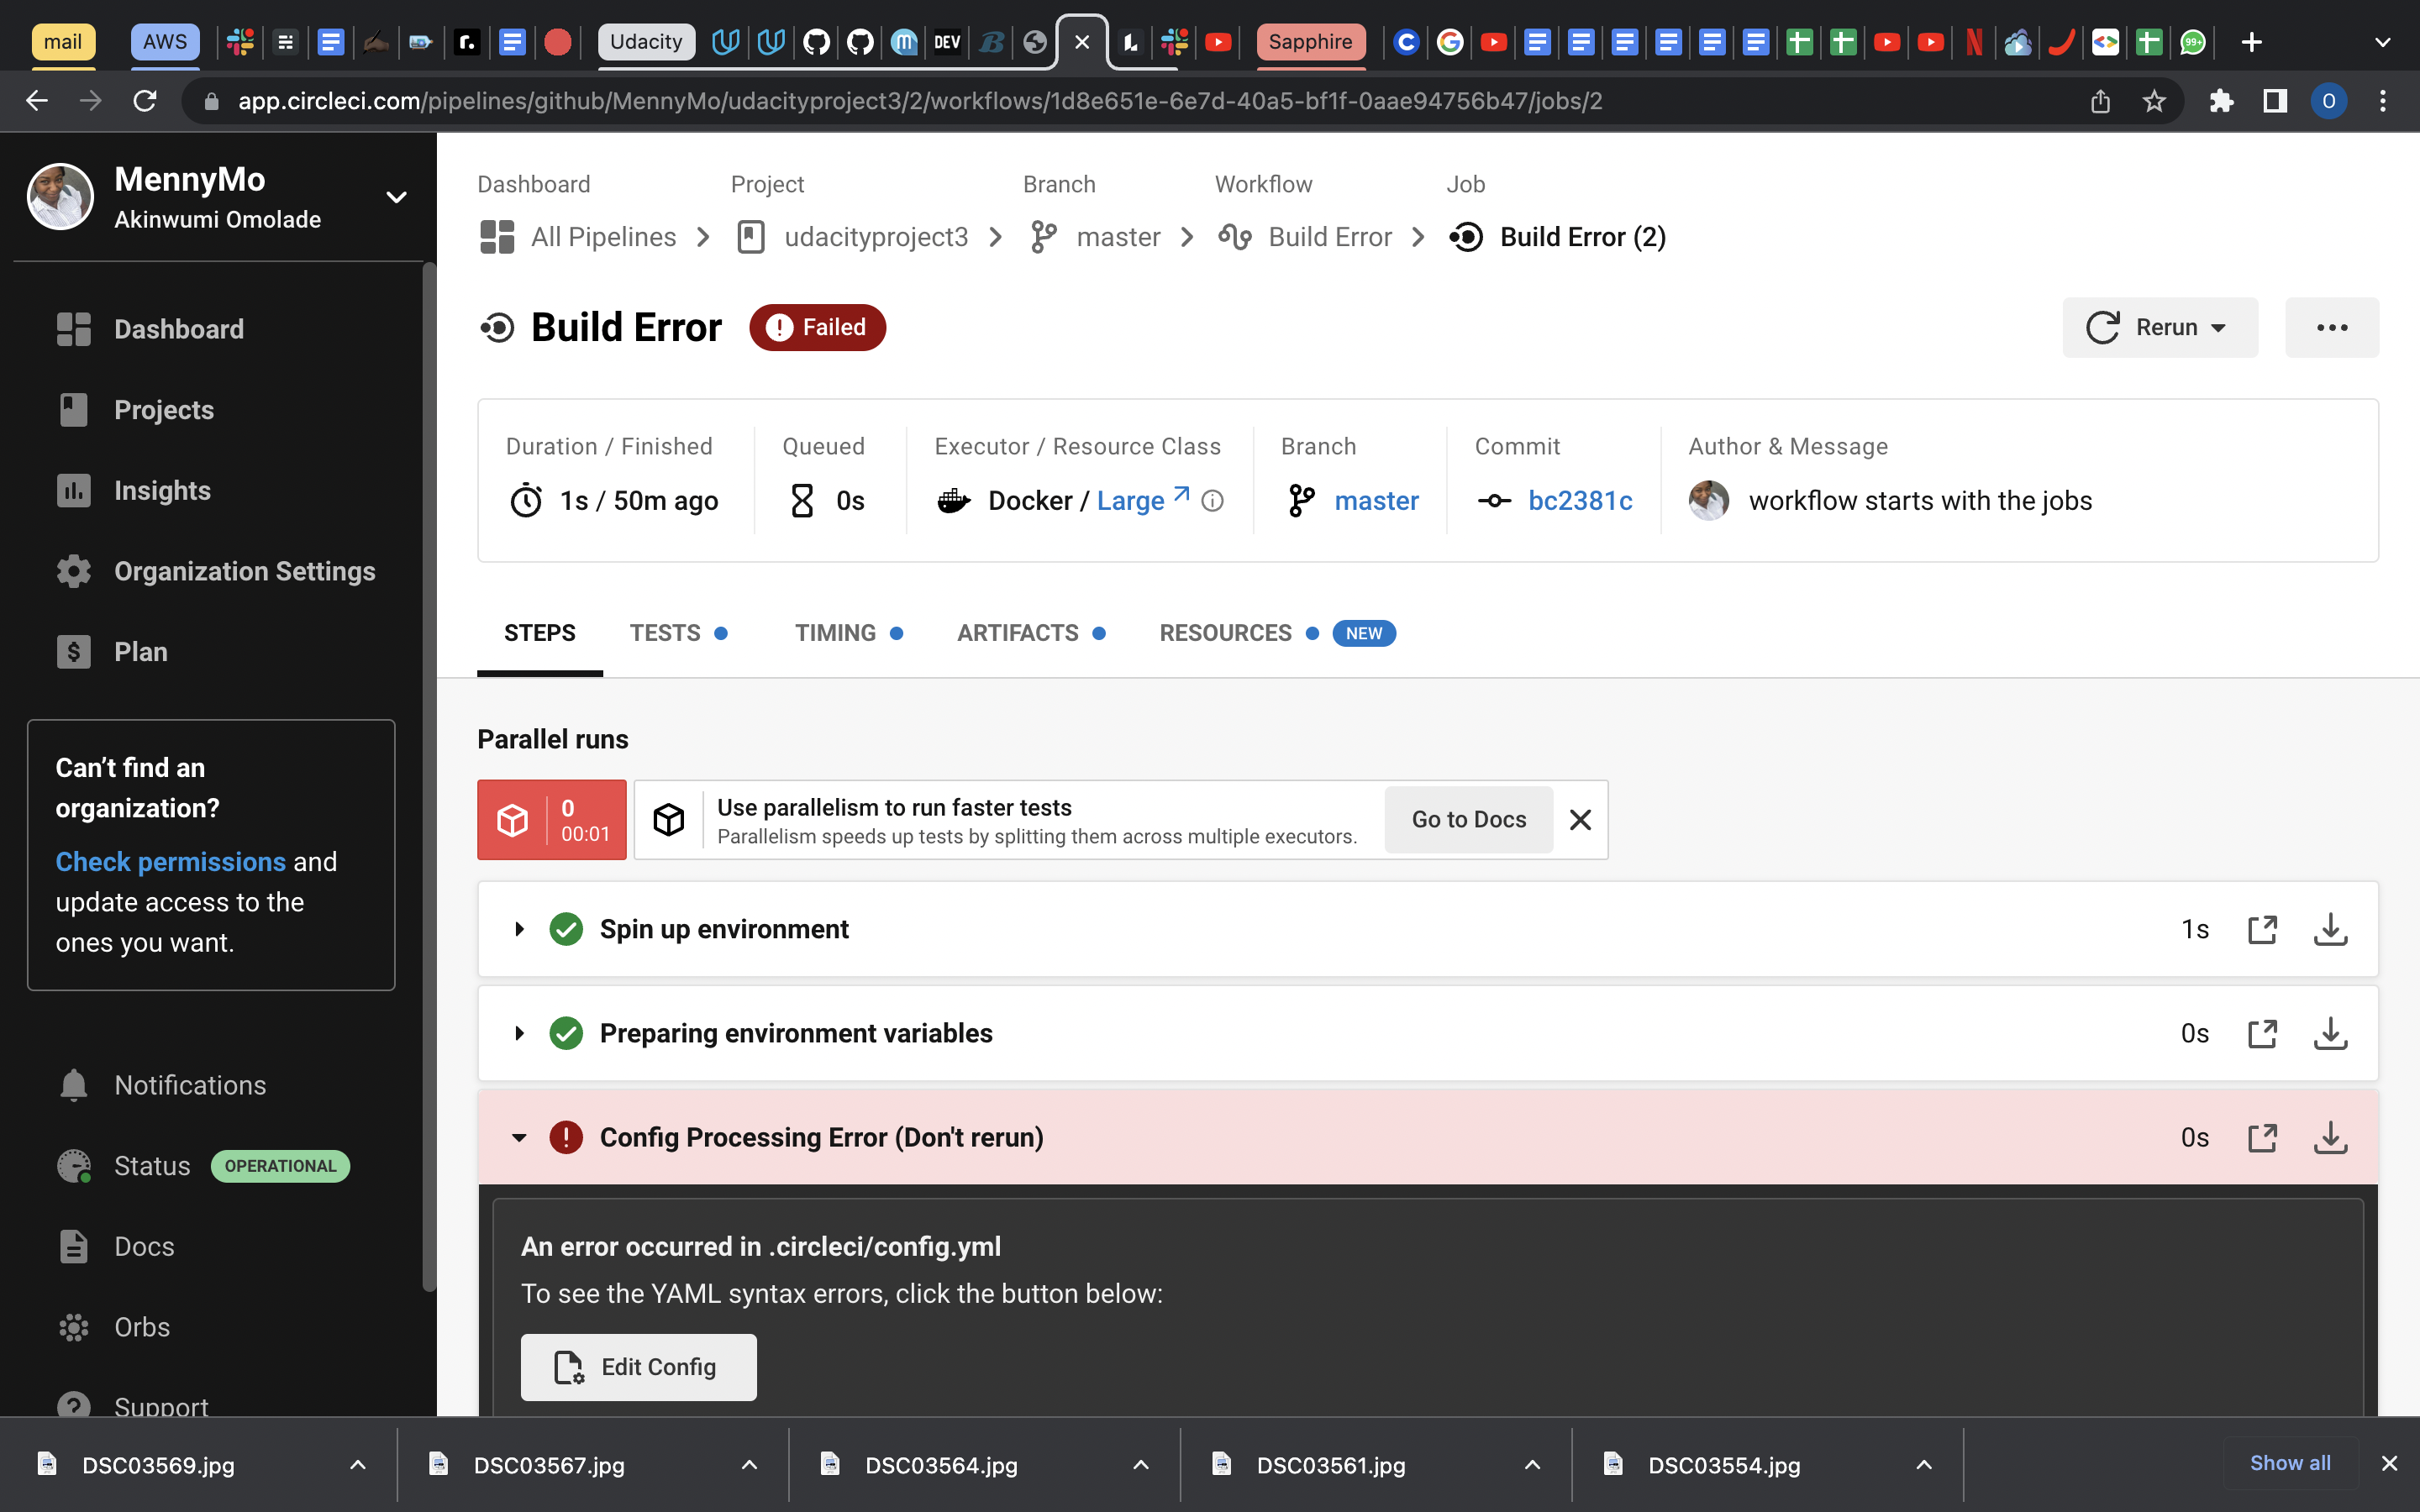 mail
AWS
Udacity
DEV
Sapphire
99+
app.circleci.com/pipelines/github/MennyMo/udacityproject3/2/workflows/1d8e651e-6e7d-40a5-bf1f-0aae94756b47/jobs/2
O
MennyMo
Akinwumi Omolade
Dashboard
Projects
Insights
Organization Settings
Plan
Can’t find an
organization?
Check permissions and
update access to the
ones you want.
Notifications
Status OPERATIONAL
Docs
Orbs
Support
Dashboard Project Branch Workflow Job
All Pipelines udacityproject3 master Build Error Build Error (2)
Build Error Failed
Rerun
Duration / Finished Queued Executor / Resource Class Branch Commit Author & Message
1s / 50m ago 0s Docker / Large master bc2381c workflow starts with the jobs
STEPS TESTS TIMING ARTIFACTS RESOURCES NEW
Parallel runs
0
00:01
Use parallelism to run faster tests
Parallelism speeds up tests by splitting them across multiple executors.
Go to Docs
Spin up environment 1s
Preparing environment variables 0s
Config Processing Error (Don't rerun) 0s
An error occurred in .circleci/config.yml
To see the YAML syntax errors, click the button below:
Edit Config
DSC03569.jpg DSC03567.jpg DSC03564.jpg DSC03561.jpg DSC03554.jpg Show all